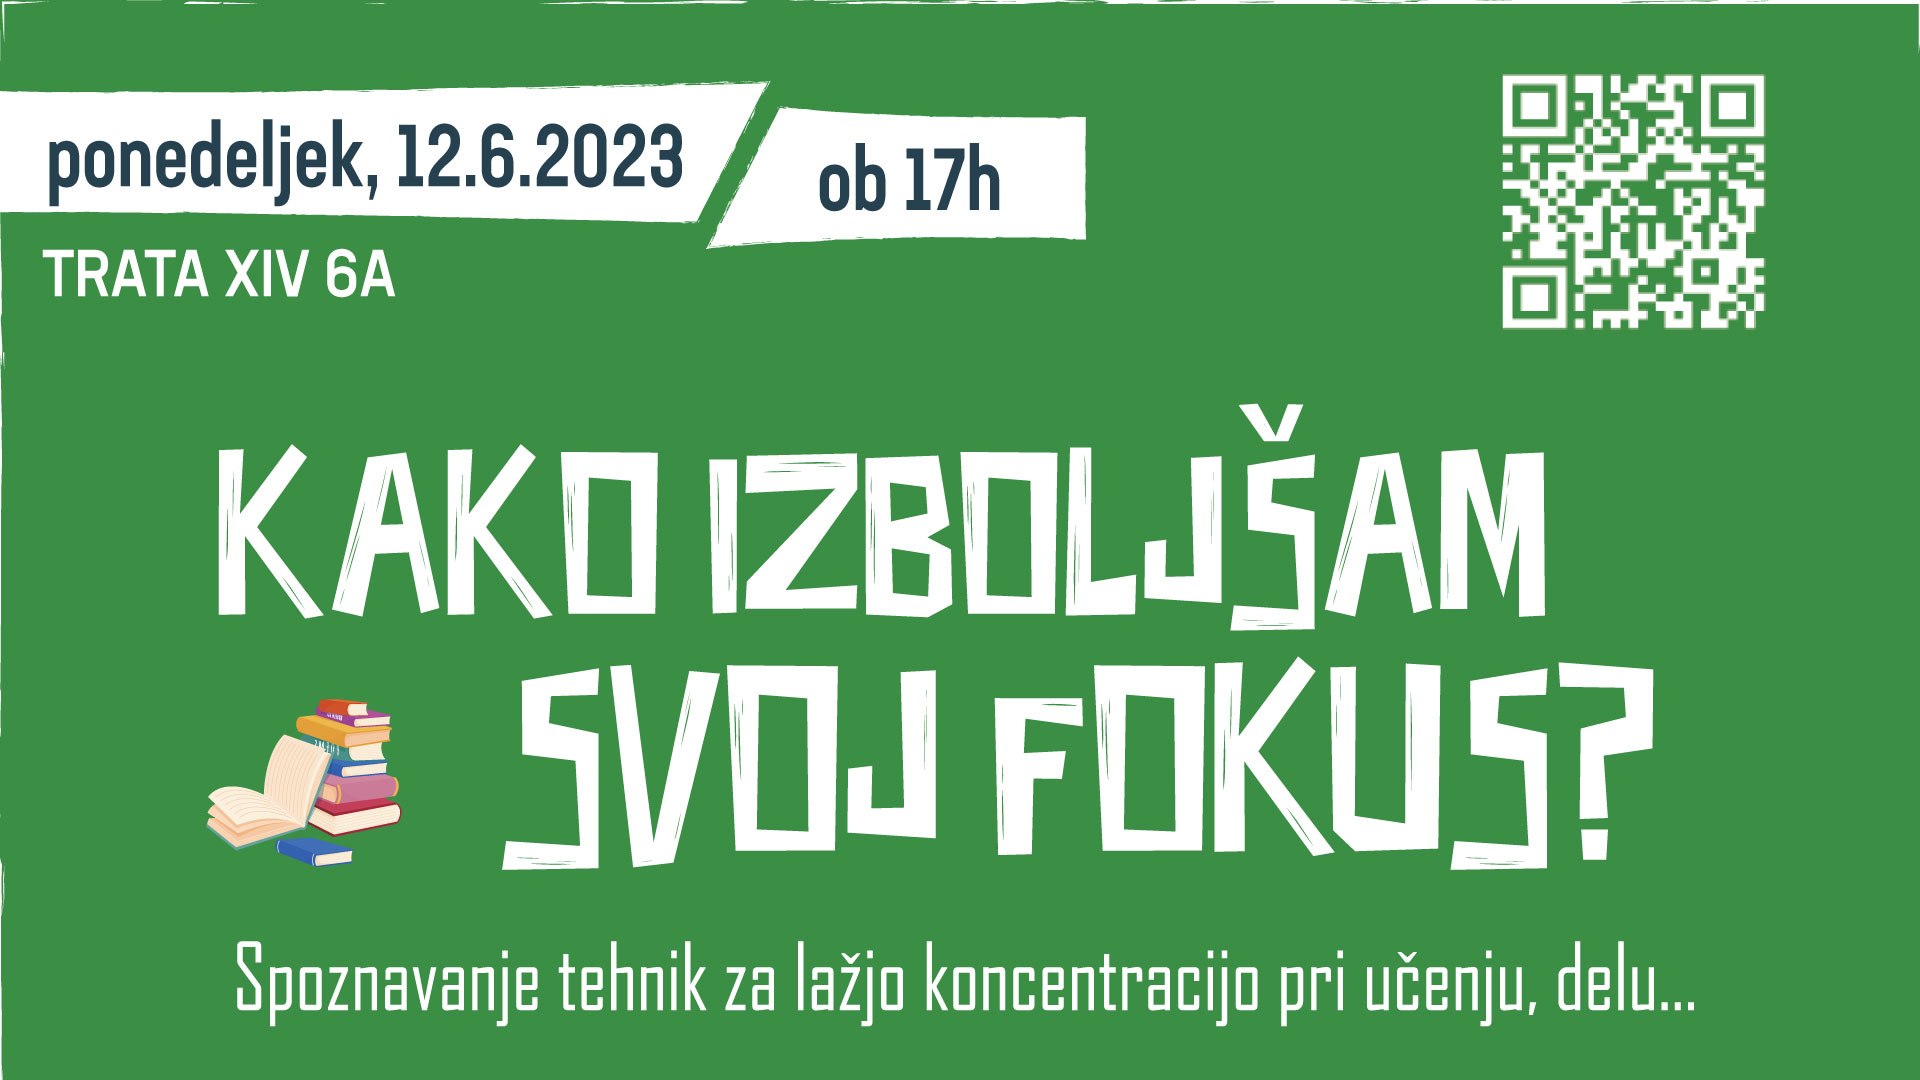 ponedeljek, 12.6.2023
ob 17h
TRATA XIV 6A
KAKO IZBOLJŠAM
SVOJ FOKUS?
Spoznavanje tehnik za lažjo koncentracijo pri učenju, delu...